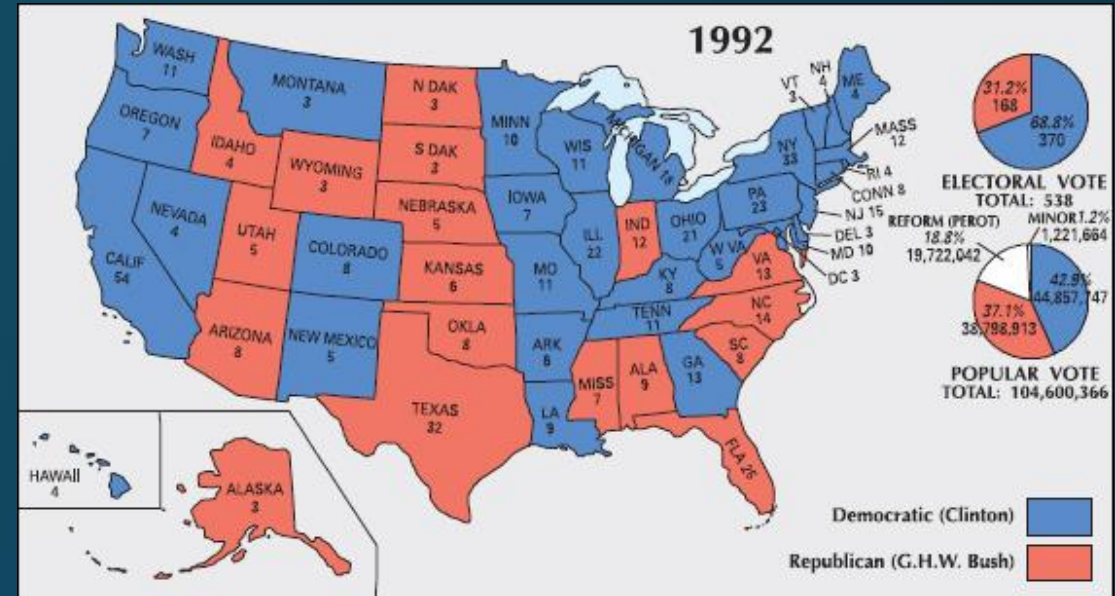 1992
WASH
11
OREGON
7
CALIF
54
NEVADA
4
IDAHO
4
MONTANA
3
WYOMING
3
UTAH
5
ARIZONA
8
COLORADO
8
NEW MEXICO
5
N DAK
3
S DAK
3
NEBRASKA
5
KANSAS
6
OKLA
8
TEXAS
32
MINN
10
IOWA
7
MO
11
ARK
6
LA
9
WIS
11
ILL
22
MICHIGAN 18
IND
12
OHIO
21
KY
8
TENN
11
MISS
7
ALA
9
GA
13
FLA 25
SC
8
NC
14
VA
13
W VA
5
PA
23
NY
33
VT
3
NH
4
ME
4
MASS
12
RI 4
CONN 8
NJ 15
DEL 3
MD 10
DC 3
HAWAII
4
ALASKA
3
31.2%
168
68.8%
370
ELECTORAL VOTE
TOTAL: 538
REFORM (PEROT)
18.8%
19,722,042
MINOR 1.2%
1,221,664
42.9%
44,857,747
37.1%
38,798,913
POPULAR VOTE
TOTAL: 104,600,366
Democratic (Clinton)
Republican (G.H.W. Bush)